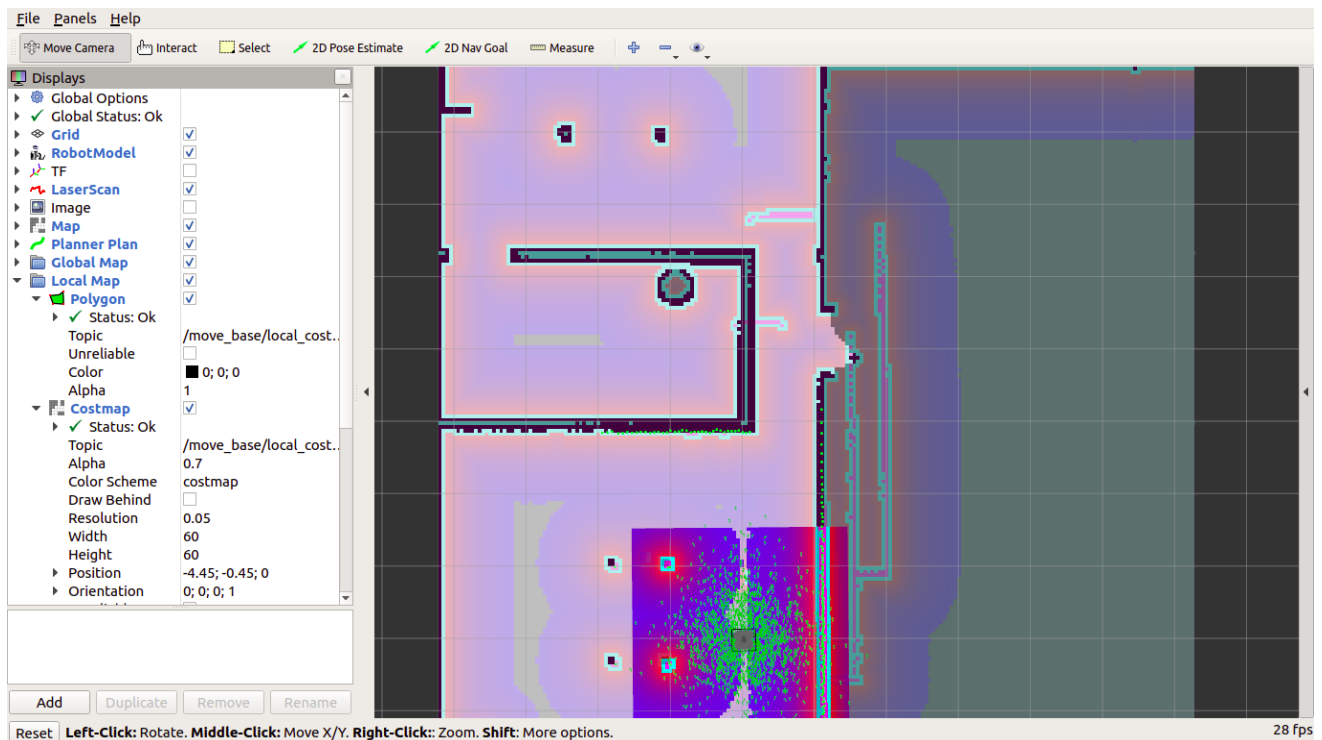 File Panels Help
Move Camera Interact Select 2D Pose Estimate 2D Nav Goal Measure
Displays
Global Options
Global Status: Ok
Grid
RobotModel
TF
LaserScan
Image
Map
Planner Plan
Global Map
Local Map
Polygon
Status: Ok
Topic /move_base/local_cost..
Unreliable
Color 0; 0; 0
Alpha 1
Costmap
Status: Ok
Topic /move_base/local_cost..
Alpha 0.7
Color Scheme costmap
Draw Behind
Resolution 0.05
Width 60
Height 60
Position -4.45; -0.45; 0
Orientation 0; 0; 0; 1
Add Duplicate Remove Rename
Reset Left-Click: Rotate. Middle-Click: Move X/Y. Right-Click:: Zoom. Shift: More options. 28 fps